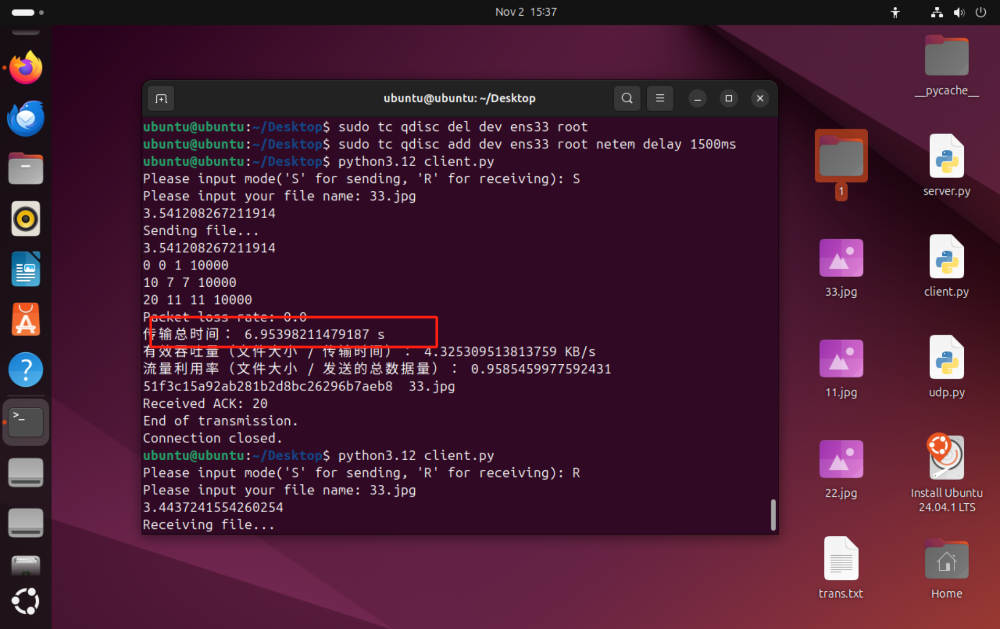 Nov 2 15:37
ubuntu@ubuntu: ~/Desktop
ubuntu@ubuntu:~/Desktop$ sudo tc qdisc del dev ens33 root
ubuntu@ubuntu:~/Desktop$ sudo tc qdisc add dev ens33 root netem delay 1500ms
ubuntu@ubuntu:~/Desktop$ python3.12 client.py
Please input mode('S' for sending, 'R' for receiving): S
Please input your file name: 33.jpg
3.541208267211914
Sending file...
3.541208267211914
0 0 1 10000
10 7 7 10000
20 11 11 10000
Packet loss rate: 0.0
传输总时间： 6.95398211479187 s
有效吞吐量（文件大小 / 传输时间）： 4.325309513813759 KB/s
流量利用率（文件大小 / 发送的总数据量）： 0.9585459977592431
51f3c15a92ab281b2d8bc26296b7aeb8  33.jpg
Received ACK: 20
End of transmission.
Connection closed.
ubuntu@ubuntu:~/Desktop$ python3.12 client.py
Please input mode('S' for sending, 'R' for receiving): R
Please input your file name: 33.jpg
3.4437241554260254
Receiving file...
__pycache__
1
server.py
33.jpg
client.py
11.jpg
udp.py
22.jpg
Install Ubuntu
24.04.1 LTS
trans.txt
Home